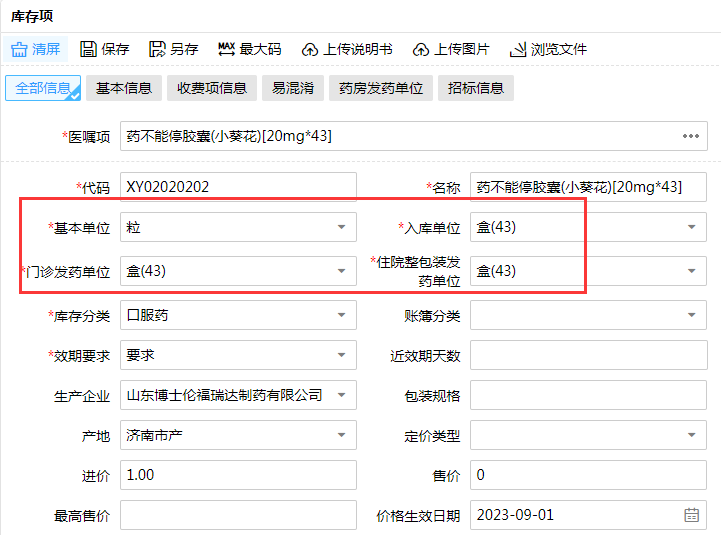 库存项
清屏 保存 另存 MAX 最大码 上传说明书 上传图片 浏览文件
全部信息 基本信息 收费项信息 易混淆 药房发药单位 招标信息
*医嘱项 药不能停胶囊(小葵花)[20mg*43] •••
*代码 XY02020202 *名称 药不能停胶囊(小葵花)[20mg*43]
*基本单位 粒 *入库单位 盒(43)
*门诊发药单位 盒(43) *住院整包装发
药单位 盒(43)
*库存分类 口服药 账簿分类
*效期要求 要求 近效期天数
生产企业 山东博士伦福瑞达制药有限公司 包装规格
产地 济南市产 定价类型
进价 1.00 售价 0
最高售价 价格生效日期 2023-09-01